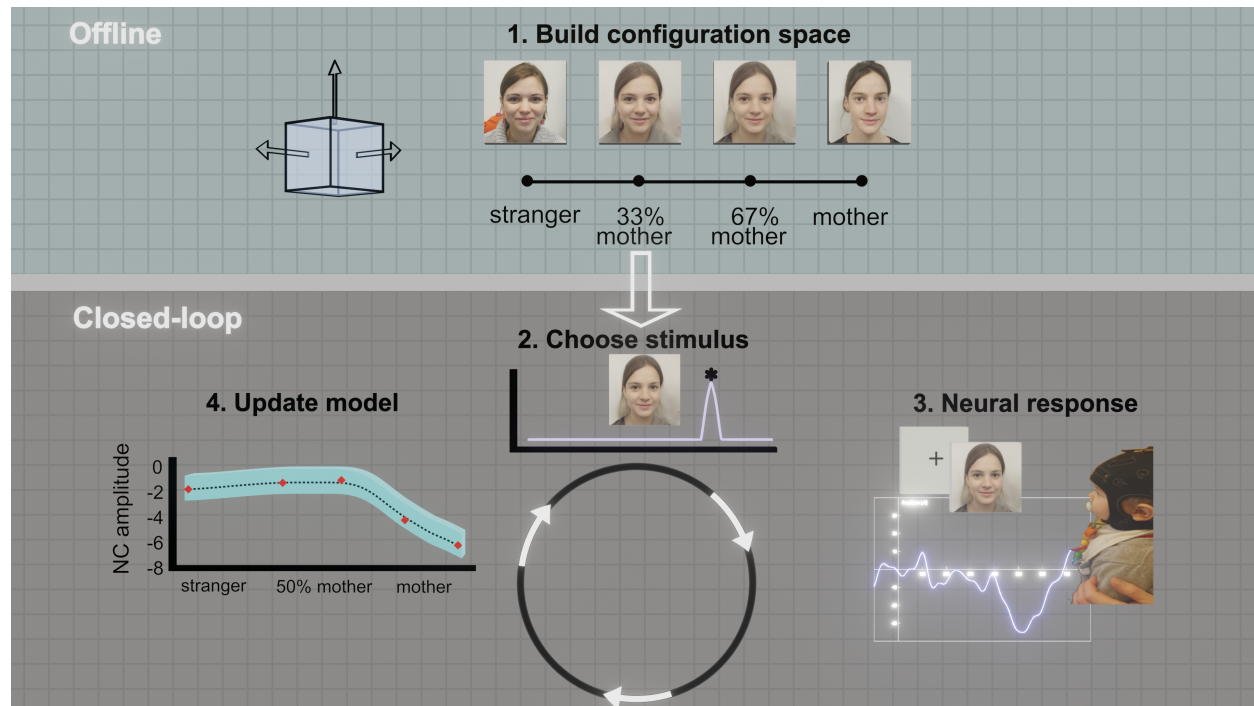 Offline
1. Build configuration space
stranger
33%
mother
67%
mother
mother
Closed-loop
2. Choose stimulus
*
4. Update model
NC amplitude
0
-2
-4
-6
-8
stranger
50% mother
mother
3. Neural response
+